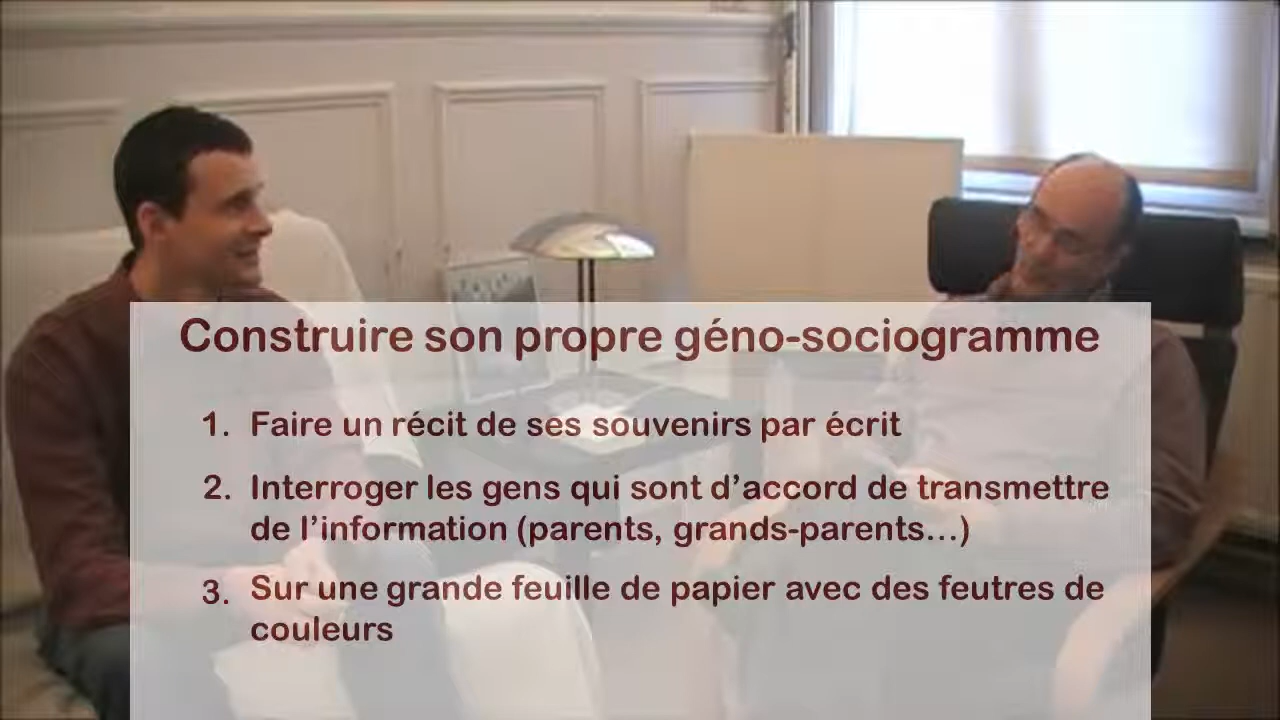 Construire son propre géno-sociogramme
1. Faire un récit de ses souvenirs par écrit
2. Interroger les gens qui sont d’accord de transmettre
de l’information (parents, grands-parents…)
3. Sur une grande feuille de papier avec des feutres de
couleurs